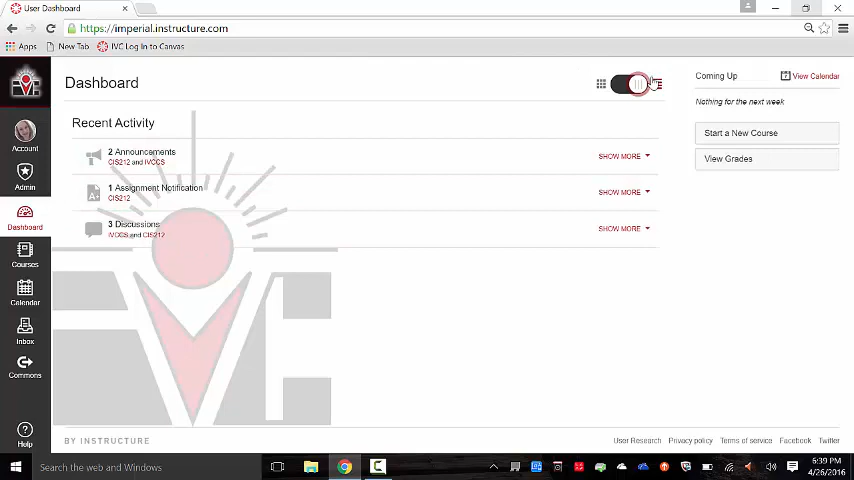 User Dashboard
https://imperial.instructure.com
Apps
New Tab
IVC Log In to Canvas
Dashboard
Coming Up
View Calendar
Nothing for the next week
Recent Activity
Start a New Course
Account
2 Announcements
SHOW MORE
View Grades
CIS212 and IVCCS
Admin
1 Assignment Notification
SHOW MORE
CIS212
Dashboard
3 Discussions
SHOW MORE
IVCCS and CIS212
Courses
Calendar
Inbox
Commons
Help
BY INSTRUCTURE
User Research
Privacy policy
Terms of service
Facebook
Twitter
Search the web and Windows
6:39 PM
4/26/2016
IVC